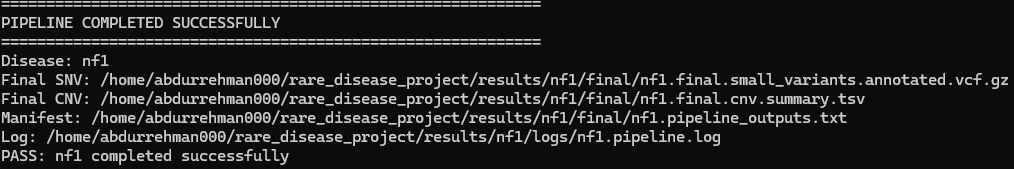 ============================================================
PIPELINE COMPLETED SUCCESSFULLY
============================================================
Disease: nf1
Final SNV: /home/abdurrehman000/rare_disease_project/results/nf1/final/nf1.final.small_variants.annotated.vcf.gz
Final CNV: /home/abdurrehman000/rare_disease_project/results/nf1/final/nf1.final.cnv.summary.tsv
Manifest: /home/abdurrehman000/rare_disease_project/results/nf1/final/nf1.pipeline_outputs.txt
Log: /home/abdurrehman000/rare_disease_project/results/nf1/logs/nf1.pipeline.log
PASS: nf1 completed successfully